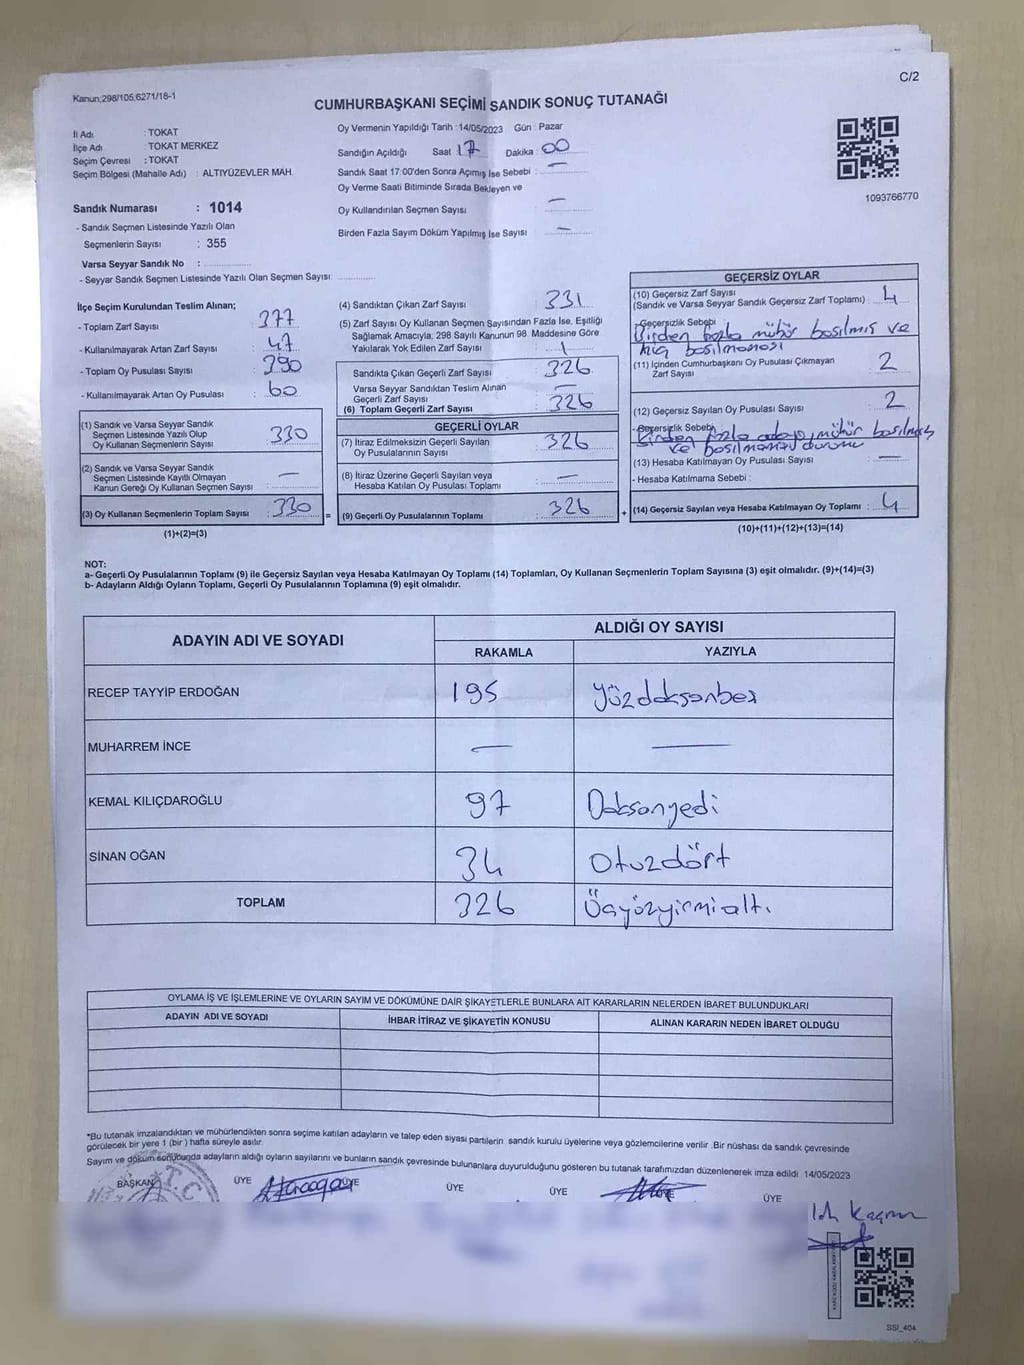 Kanun;298/105;6271/18-1
C/2
CUMHURBAŞKANI SEÇİMİ SANDIK SONUÇ TUTANAĞI
İl Adı : TOKAT
İlçe Adı : TOKAT MERKEZ
Seçim Çevresi : TOKAT
Seçim Bölgesi (Mahalle Adı) : ALTIYÜZEVLER MAH.
Oy Vermenin Yapıldığı Tarih : 14/05/2023 Gün : Pazar
Sandığın Açıldığı Saat 17 Dakika : 00
Sandık Saat 17:00'den Sonra Açımış İse Sebebi : —
Oy Verme Saati Bitiminde Sırada Bekleyen ve
Oy Kullandırılan Seçmen Sayısı —
Birden Fazla Sayım Döküm Yapılmış İse Sayısı —
1093766770
Sandık Numarası : 1014
- Sandık Seçmen Listesinde Yazılı Olan
Seçmenlerin Sayısı : 355
Varsa Seyyar Sandık No :
- Seyyar Sandık Seçmen Listesinde Yazılı Olan Seçmen Sayısı:
İlçe Seçim Kurulundan Teslim Alınan;
- Toplam Zarf Sayısı : 377
- Kullanılmayarak Artan Zarf Sayısı : 47
- Toplam Oy Pusulası Sayısı : 390
- Kullanılmayarak Artan Oy Pusulası : 60
(1) Sandık ve Varsa Seyyar Sandık
Seçmen Listesinde Yazılı Olup
Oy Kullanan Seçmenlerin Sayısı : 330
(2) Sandık ve Varsa Seyyar Sandık
Seçmen Listesinde Kayıtlı Olmayan
Kanun Gereği Oy Kullanan Seçmen Sayısı : —
(3) Oy Kullanan Seçmenlerin Toplam Sayısı : 330
(1)+(2)=(3)
(4) Sandıktan Çıkan Zarf Sayısı : 331
(5) Zarf Sayısı Oy Kullanan Seçmen Sayısından Fazla İse, Eşitliği
Sağlamak Amacıyla; 298 Sayılı Kanunun 98. Maddesine Göre
Yakılarak Yok Edilen Zarf Sayısı : 1
Sandıkta Çıkan Geçerli Zarf Sayısı : 326
Varsa Seyyar Sandıktan Teslim Alınan
Geçerli Zarf Sayısı : —
(6) Toplam Geçerli Zarf Sayısı : 326
GEÇERLİ OYLAR
(7) İtiraz Edilmeksizin Geçerli Sayılan
Oy Pusulalarının Sayısı : 326
(8) İtiraz Üzerine Geçerli Sayılan veya
Hesaba Katılan Oy Pusulası Toplamı : —
= (9) Geçerli Oy Pusulalarının Toplamı : 326
GEÇERSİZ OYLAR
(10) Geçersiz Zarf Sayısı
(Sandık ve Varsa Seyyar Sandık Geçersiz Zarf Toplamı) : 4
-Geçersizlik Sebebi
Birden fazla mühür basılmış ve
hiç basılmaması
(11) İçinden Cumhurbaşkanı Oy Pusulası Çıkmayan
Zarf Sayısı : 2
(12) Geçersiz Sayılan Oy Pusulası Sayısı : 2
-Geçersizlik Sebebi
Birden fazla adaya mühür basılması
ve basılmaması durumu
(13) Hesaba Katılmayan Oy Pusulası Sayısı : —
- Hesaba Katılmama Sebebi :
+ (14) Geçersiz Sayılan veya Hesaba Katılmayan Oy Toplamı : 4
(10)+(11)+(12)+(13)=(14)
NOT:
a- Geçerli Oy Pusulalarının Toplamı (9) ile Geçersiz Sayılan veya Hesaba Katılmayan Oy Toplamı (14) Toplamları, Oy Kullanan Seçmenlerin Toplam Sayısına (3) eşit olmalıdır. (9)+(14)=(3)
b- Adayların Aldığı Oyların Toplamı, Geçerli Oy Pusulalarının Toplamına (9) eşit olmalıdır.
ADAYIN ADI VE SOYADI
ALDIĞI OY SAYISI
RAKAMLA YAZIYLA
RECEP TAYYİP ERDOĞAN 195 yüzdoksanbeş
MUHARREM İNCE — —
KEMAL KILIÇDAROĞLU 97 Doksanyedi
SİNAN OĞAN 34 otuzdört
TOPLAM 326 Üçyüzyirmialtı
OYLAMA İŞ VE İŞLEMLERİNE VE OYLARIN SAYIM VE DÖKÜMÜNE DAİR ŞİKAYETLERLE BUNLARA AİT KARARLARIN NELERDEN İBARET BULUNDUKLARI
ADAYIN ADI VE SOYADI İHBAR İTİRAZ VE ŞİKAYETİN KONUSU ALINAN KARARIN NEDEN İBARET OLDUĞU
*Bu tutanak imzalandıktan ve mühürlendikten sonra seçime katılan adayların ve talep eden siyasi partilerin sandık kurulu üyelerine veya gözlemcilerine verilir. Bir nüshası da sandık çevresinde
görülecek bir yere 1 (bir) hafta süreyle asılır.
Sayım ve döküm sonucunda adayların aldığı oyların sayılarını ve bunların sandık çevresinde bulunanlara duyurulduğunu gösteren bu tutanak tarafımızdan düzenlenerek imza edildi. 14/05/2023
BAŞKAN ÜYE ÜYE ÜYE ÜYE ÜYE ÜYE
T.C
SSI_404